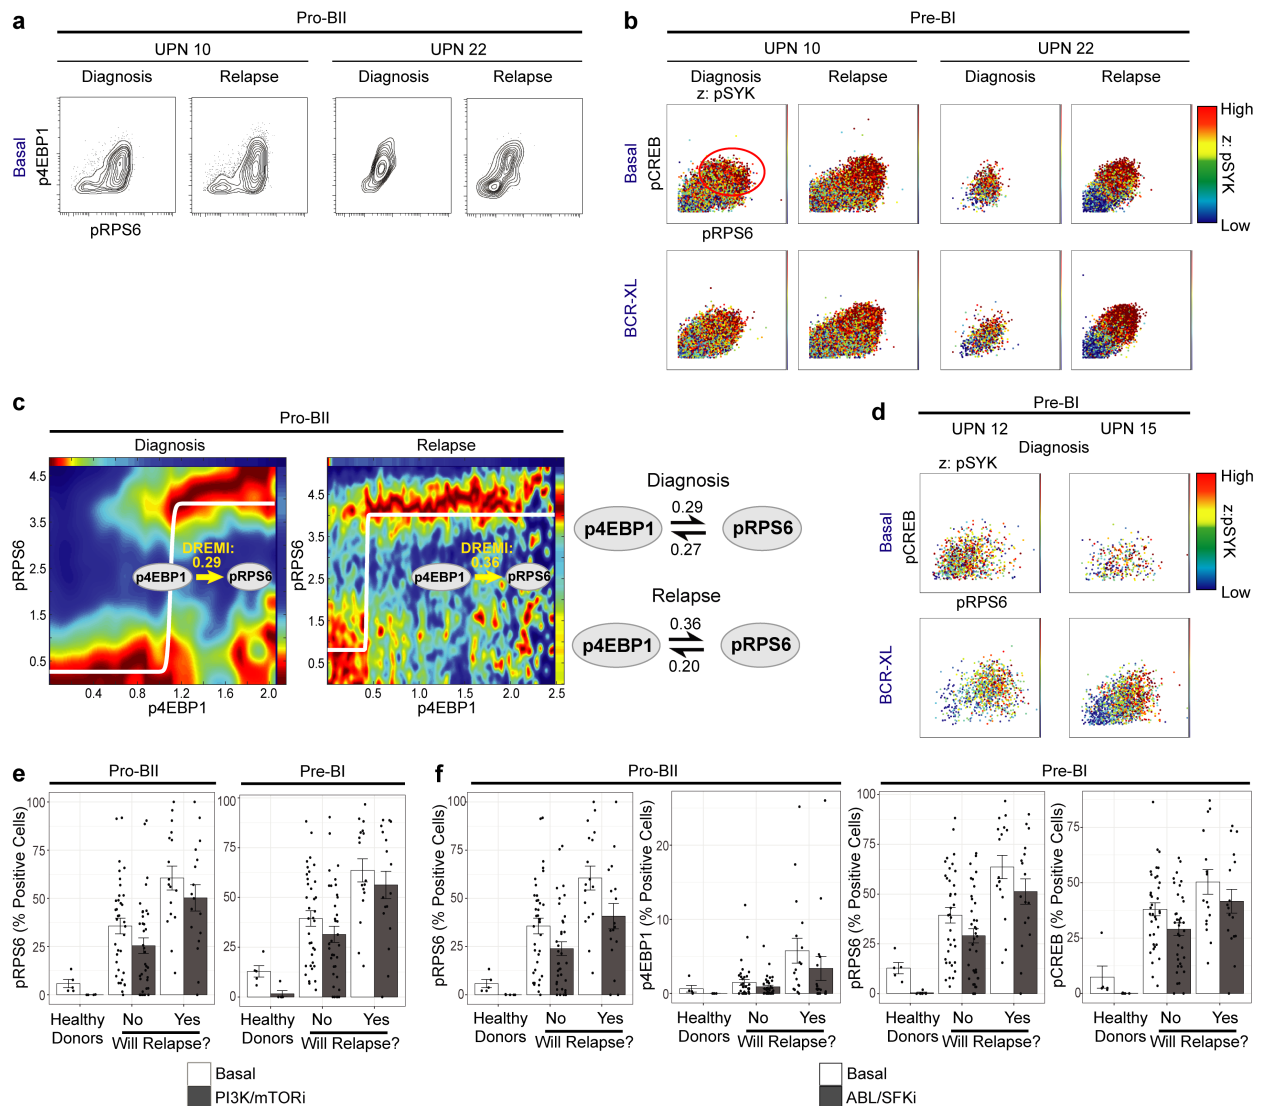 a
Pro-BII
UPN 10
UPN 22
Diagnosis
Relapse
Diagnosis
Relapse
Basal
p4EBP1
pRPS6
b
Pre-BI
UPN 10
UPN 22
Diagnosis
Relapse
Diagnosis
Relapse
z: pSYK
Basal
pCREB
pRPS6
BCR-XL
High
z: pSYK
Low
c
Pro-BII
Diagnosis
Relapse
pRPS6
4.5
3.5
2.5
1.5
0.5
DREMI:
0.29
p4EBP1
pRPS6
0.4
0.8
1.2
1.6
2.0
p4EBP1
pRPS6
4.5
3.5
2.5
1.5
0.5
DREMI:
0.36
p4EBP1
pRPS6
0.5
1.0
1.5
2.0
2.5
p4EBP1
Diagnosis
p4EBP1
0.29
0.27
pRPS6
Relapse
p4EBP1
0.36
0.20
pRPS6
d
Pre-BI
UPN 12
UPN 15
Diagnosis
z: pSYK
Basal
pCREB
pRPS6
BCR-XL
High
z:pSYK
Low
e
Pro-BII
Pre-BI
pRPS6 (% Positive Cells)
100
75
50
25
0
Healthy
Donors
No
Yes
Will Relapse?
pRPS6 (% Positive Cells)
100
75
50
25
0
Healthy
Donors
No
Yes
Will Relapse?
Basal
PI3K/mTORi
f
Pro-BII
Pre-BI
pRPS6 (% Positive Cells)
100
75
50
25
0
Healthy
Donors
No
Yes
Will Relapse?
p4EBP1 (% Positive Cells)
20
10
0
Healthy
Donors
No
Yes
Will Relapse?
pRPS6 (% Positive Cells)
100
75
50
25
0
Healthy
Donors
No
Yes
Will Relapse?
pCREB (% Positive Cells)
75
50
25
0
Healthy
Donors
No
Yes
Will Relapse?
Basal
ABL/SFKi